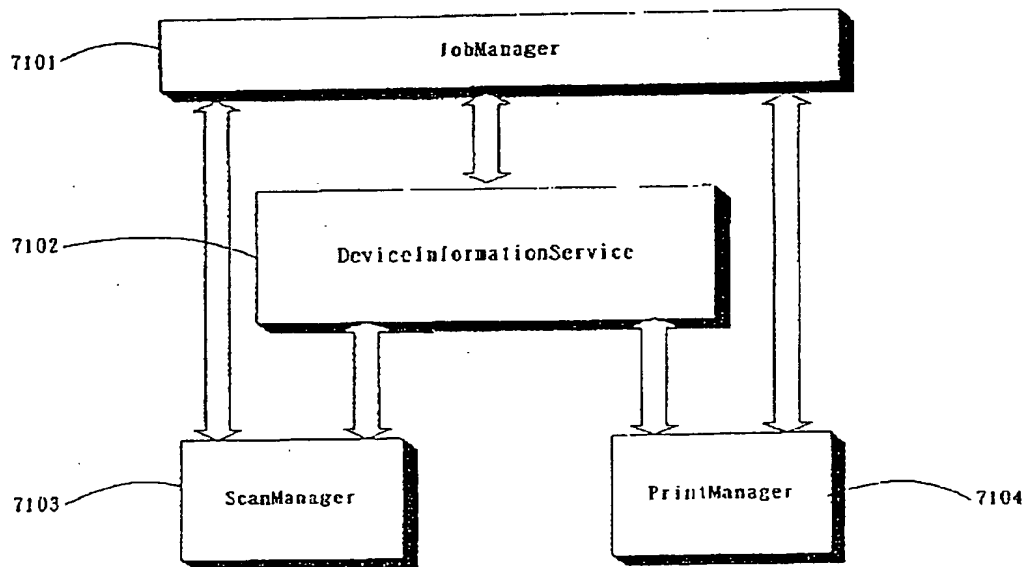 7101
JobManager
7102
DeviceInformationService
7103
ScanManager
PrintManager
7104